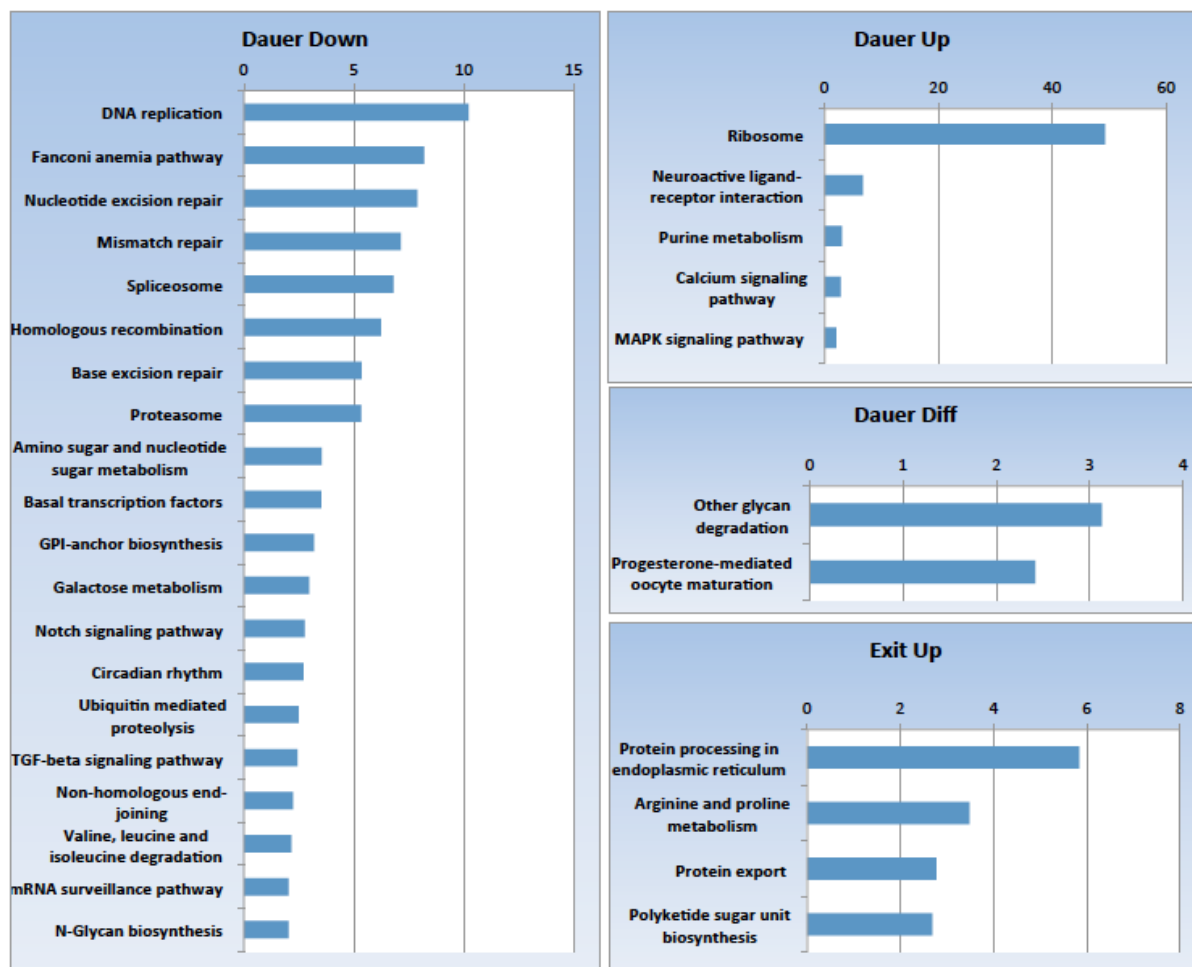 Dauer Down
0 5 10 15
DNA replication
Fanconi anemia pathway
Nucleotide excision repair
Mismatch repair
Spliceosome
Homologous recombination
Base excision repair
Proteasome
Amino sugar and nucleotide
sugar metabolism
Basal transcription factors
GPI-anchor biosynthesis
Galactose metabolism
Notch signaling pathway
Circadian rhythm
Ubiquitin mediated
proteolysis
TGF-beta signaling pathway
Non-homologous end-
joining
Valine, leucine and
isoleucine degradation
mRNA surveillance pathway
N-Glycan biosynthesis
Dauer Up
0 20 40 60
Ribosome
Neuroactive ligand-
receptor interaction
Purine metabolism
Calcium signaling
pathway
MAPK signaling pathway
Dauer Diff
0 1 2 3 4
Other glycan
degradation
Progesterone-mediated
oocyte maturation
Exit Up
0 2 4 6 8
Protein processing in
endoplasmic reticulum
Arginine and proline
metabolism
Protein export
Polyketide sugar unit
biosynthesis